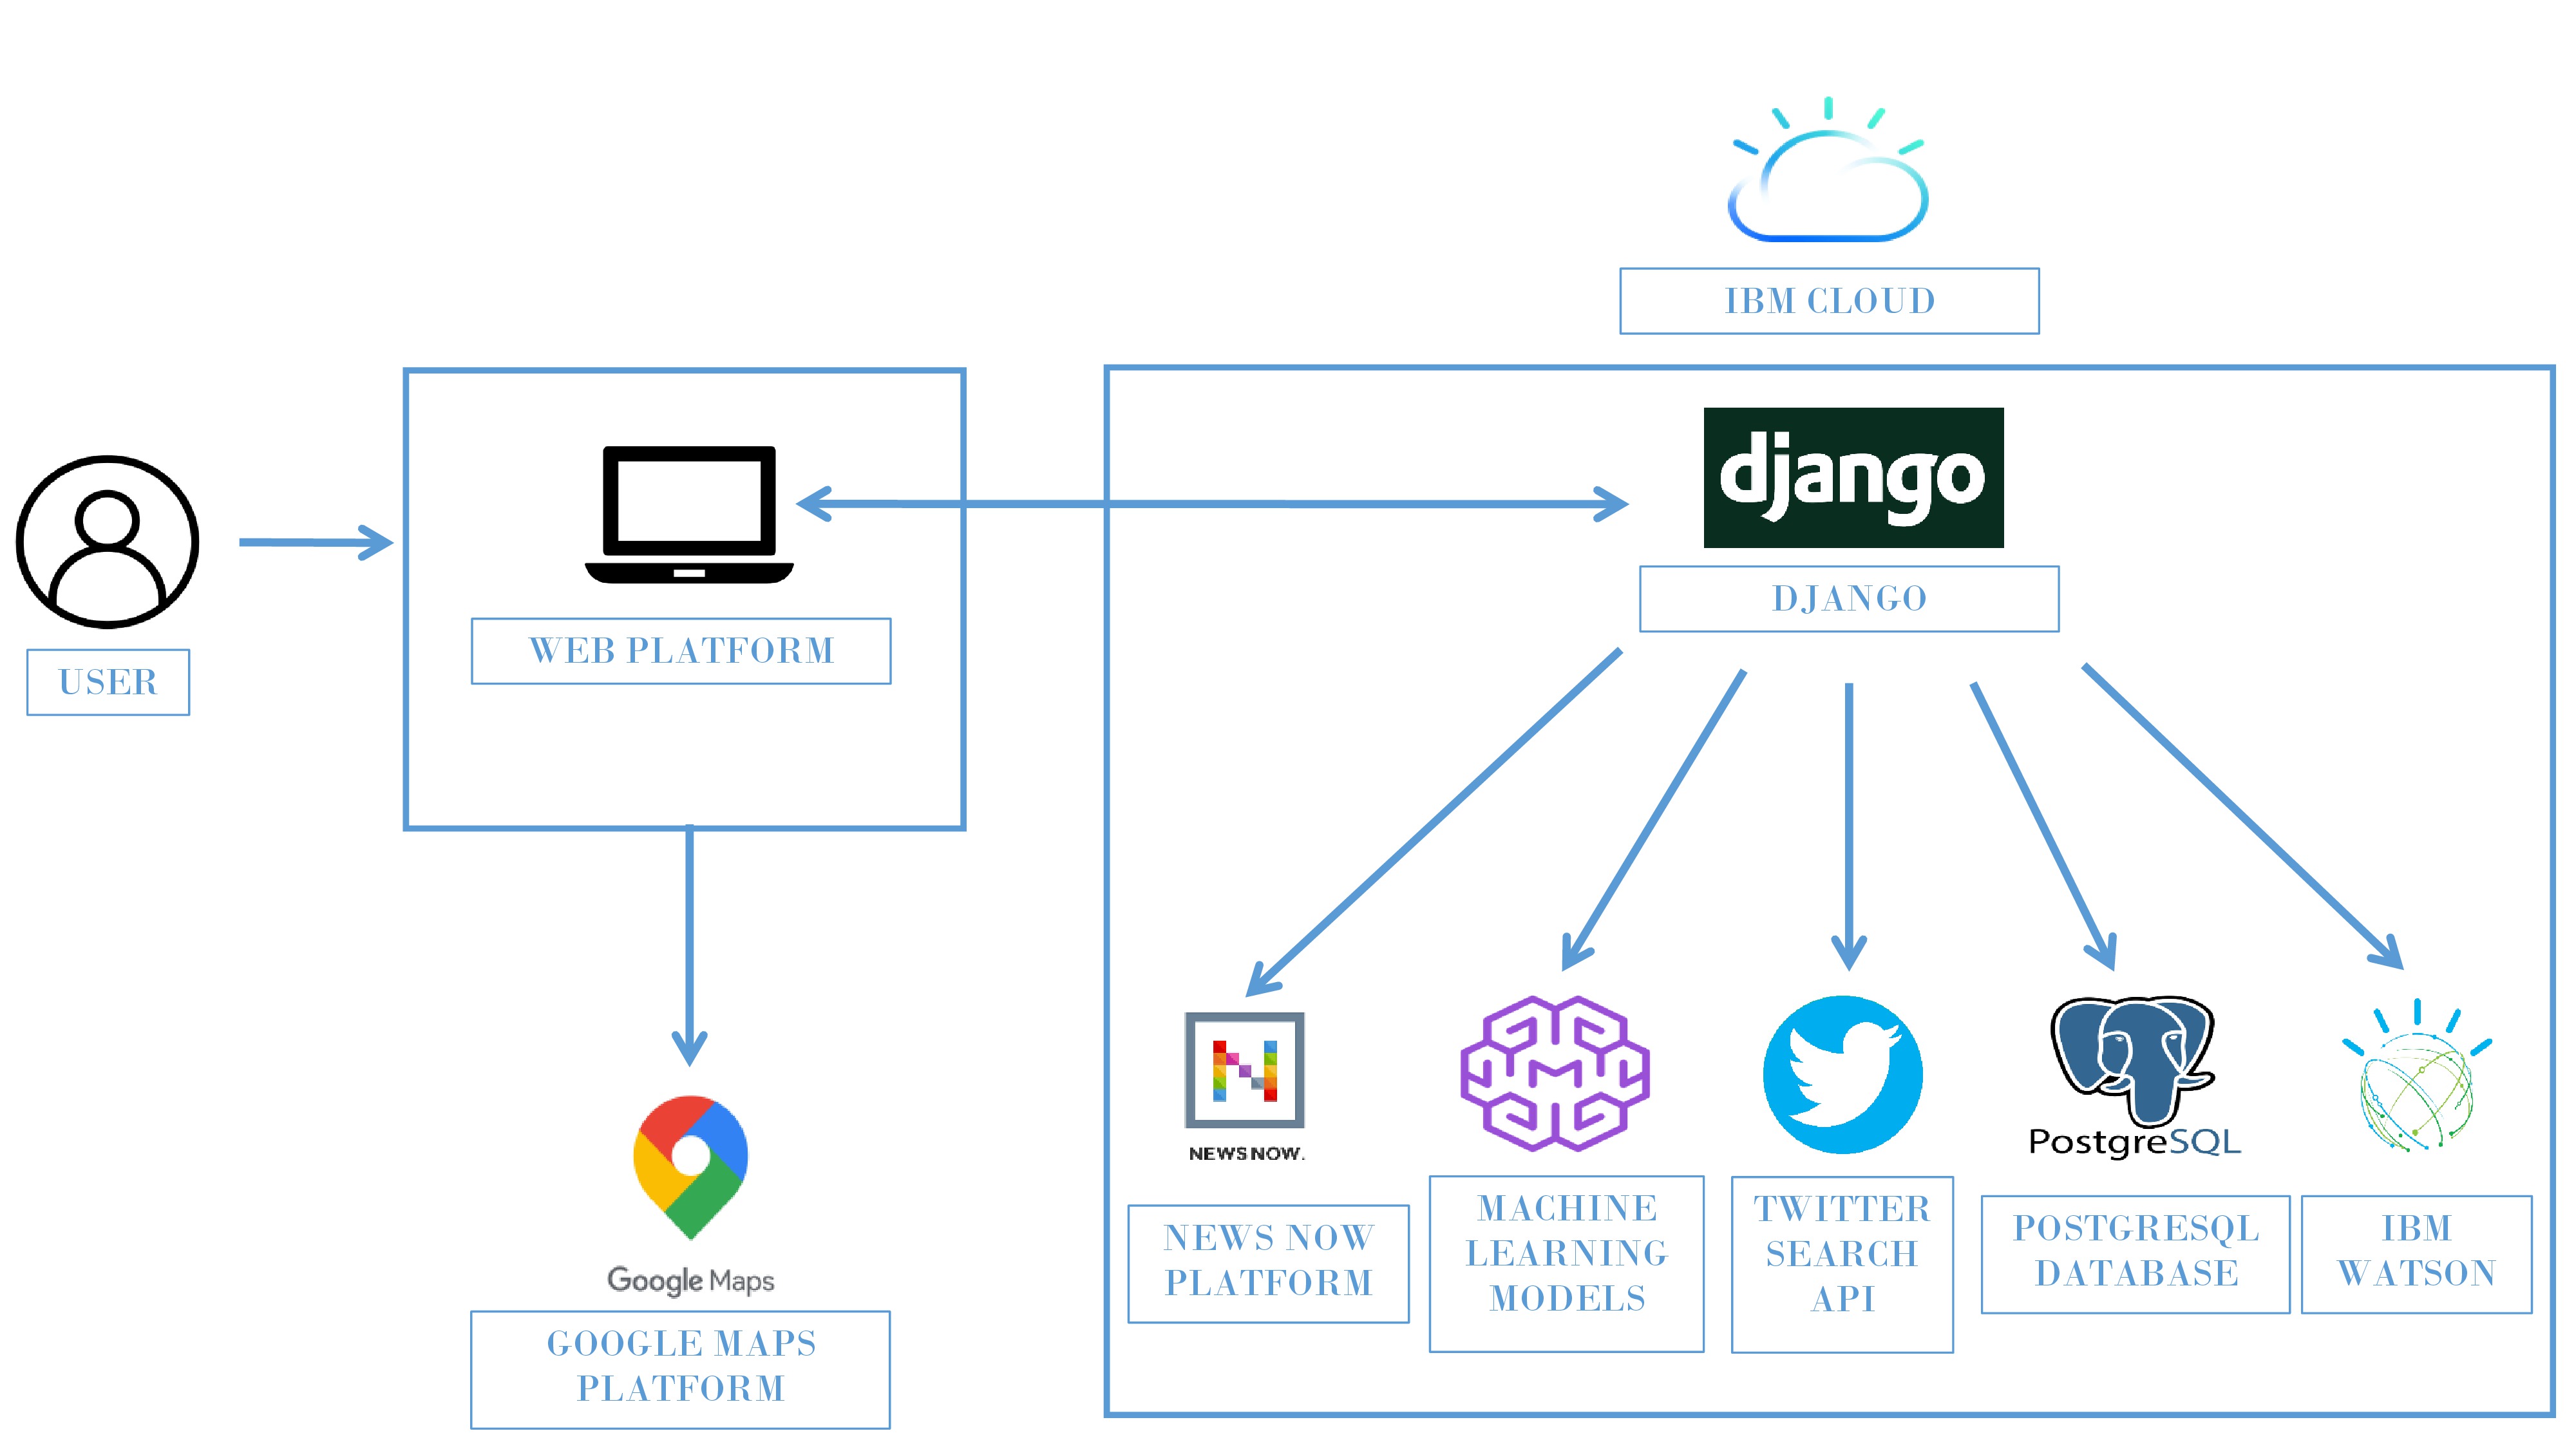 IBM CLOUD
django
DJANGO
WEB PLATFORM
USER
NEWS NOW.
NEWS NOW
PLATFORM
MACHINE
LEARNING
MODELS
TWITTER
SEARCH
API
PostgreSQL
POSTGRESQL
DATABASE
IBM
WATSON
Google Maps
GOOGLE MAPS
PLATFORM